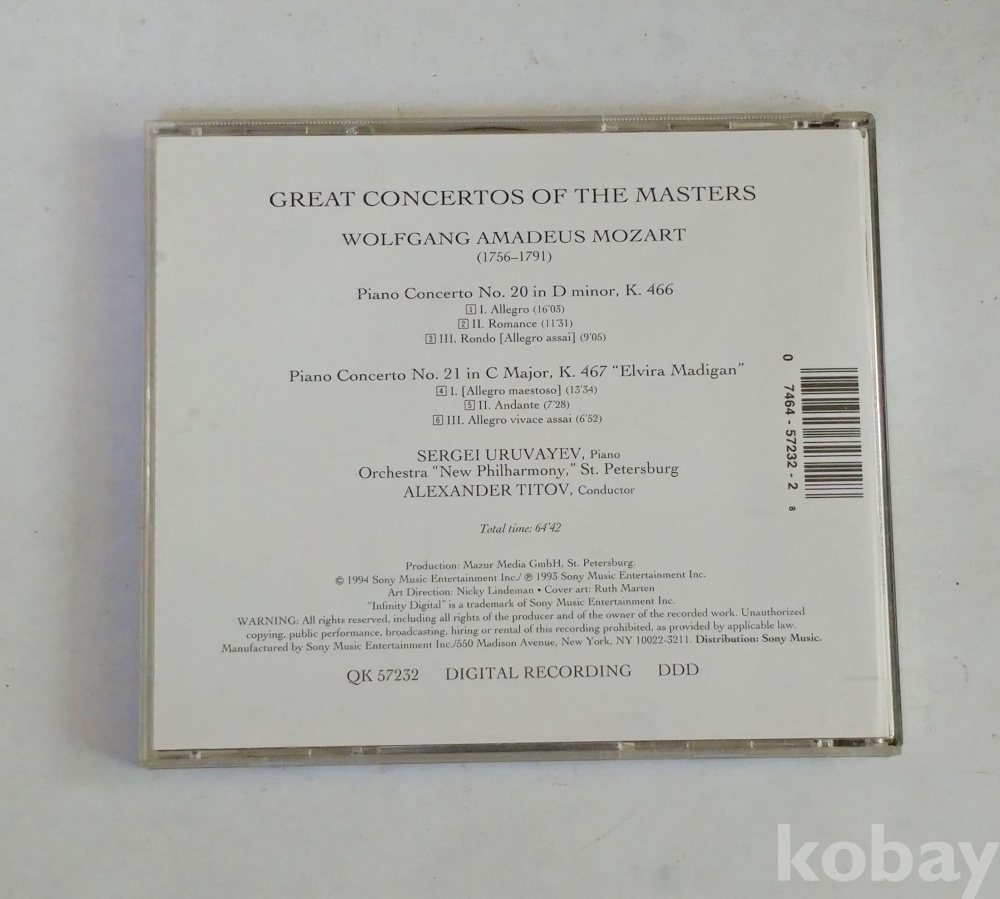 GREAT CONCERTOS OF THE MASTERS
WOLFGANG AMADEUS MOZART
(1756–1791)
Piano Concerto No. 20 in D minor, K. 466
1 I. Allegro (16'03)
2 II. Romance (11'31)
3 III. Rondo [Allegro assai] (9'05)
Piano Concerto No. 21 in C Major, K. 467 "Elvira Madigan"
4 I. [Allegro maestoso] (13'34)
5 II. Andante (7'28)
6 III. Allegro vivace assai (6'52)
SERGEI URUVAYEV, Piano
Orchestra "New Philharmony," St. Petersburg
ALEXANDER TITOV, Conductor
Total time: 64'42
Production: Mazur Media GmbH, St. Petersburg.
© 1994 Sony Music Entertainment Inc./ ℗ 1993 Sony Music Entertainment Inc.
Art Direction: Nicky Lindeman • Cover art: Ruth Marten
"Infinity Digital" is a trademark of Sony Music Entertainment Inc.
WARNING: All rights reserved, including all rights of the producer and of the owner of the recorded work. Unauthorized
copying, public performance, broadcasting, hiring or rental of this recording prohibited, as provided by applicable law.
Manufactured by Sony Music Entertainment Inc./550 Madison Avenue, New York, NY 10022-3211. Distribution: Sony Music.
QK 57232 DIGITAL RECORDING DDD
0 7464-57232-2 8
kobay